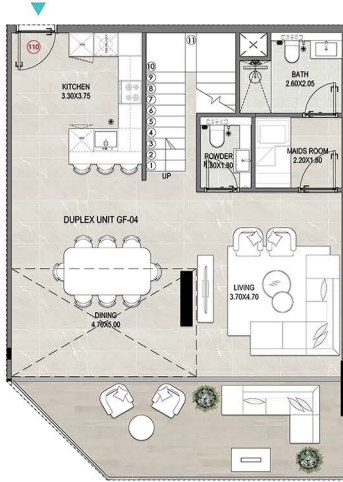 110
KITCHEN
3.30X3.75
11
10
9
8
7
6
5
4
3
2
1
UP
BATH
2.60X2.05
POWDER
MAIDS ROOM
2.20X1.80
DUPLEX UNIT GF-04
LIVING
3.70X4.70
DINING
4.70X5.00